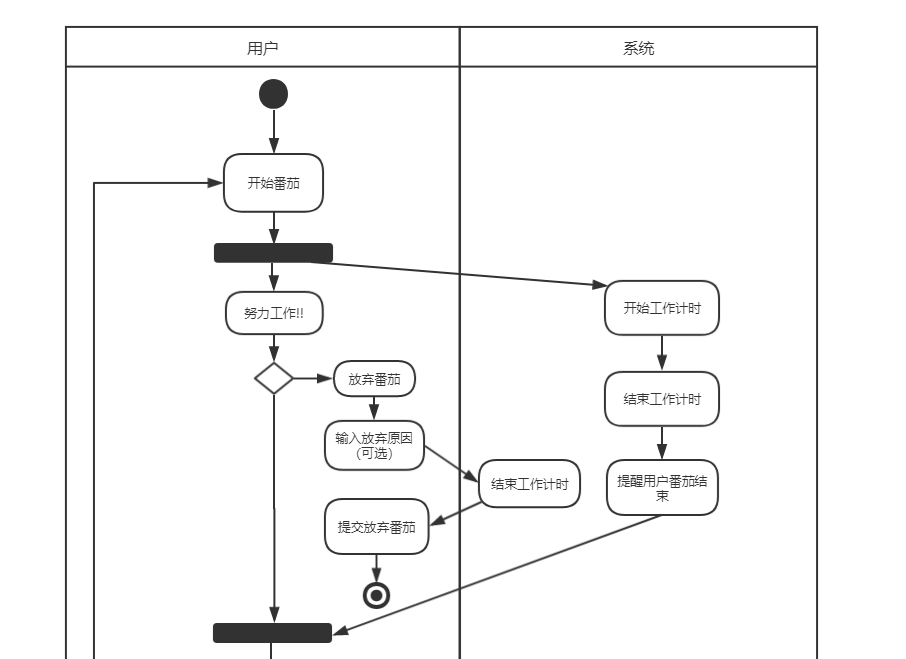 用户
系统
开始番茄
努力工作!!
开始工作计时
放弃番茄
结束工作计时
输入放弃原因
（可选）
结束工作计时
提醒用户番茄结
束
提交放弃番茄